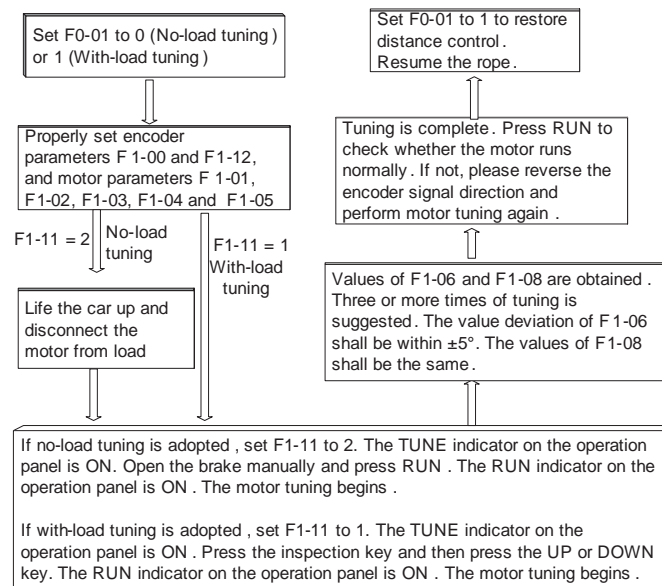 Set F0-01 to 0 (No-load tuning )
or 1 (With-load tuning )
Properly set encoder
parameters F 1-00 and F1-12,
and motor parameters F 1-01,
F1-02, F1-03, F1-04 and F1-05
F1-11 = 2
No-load
tuning
F1-11 = 1
With-load
tuning
Life the car up and
disconnect the
motor from load
If no-load tuning is adopted , set F1-11 to 2. The TUNE indicator on the operation
panel is ON. Open the brake manually and press RUN . The RUN indicator on the
operation panel is ON . The motor tuning begins .
If with-load tuning is adopted , set F1-11 to 1. The TUNE indicator on the
operation panel is ON . Press the inspection key and then press the UP or DOWN
key. The RUN indicator on the operation panel is ON . The motor tuning begins .
Values of F1-06 and F1-08 are obtained .
Three or more times of tuning is
suggested . The value deviation of F1-06
shall be within ±5°. The values of F1-08
shall be the same .
Tuning is complete . Press RUN to
check whether the motor runs
normally . If not, please reverse the
encoder signal direction and
perform motor tuning again .
Set F0-01 to 1 to restore
distance control .
Resume the rope .